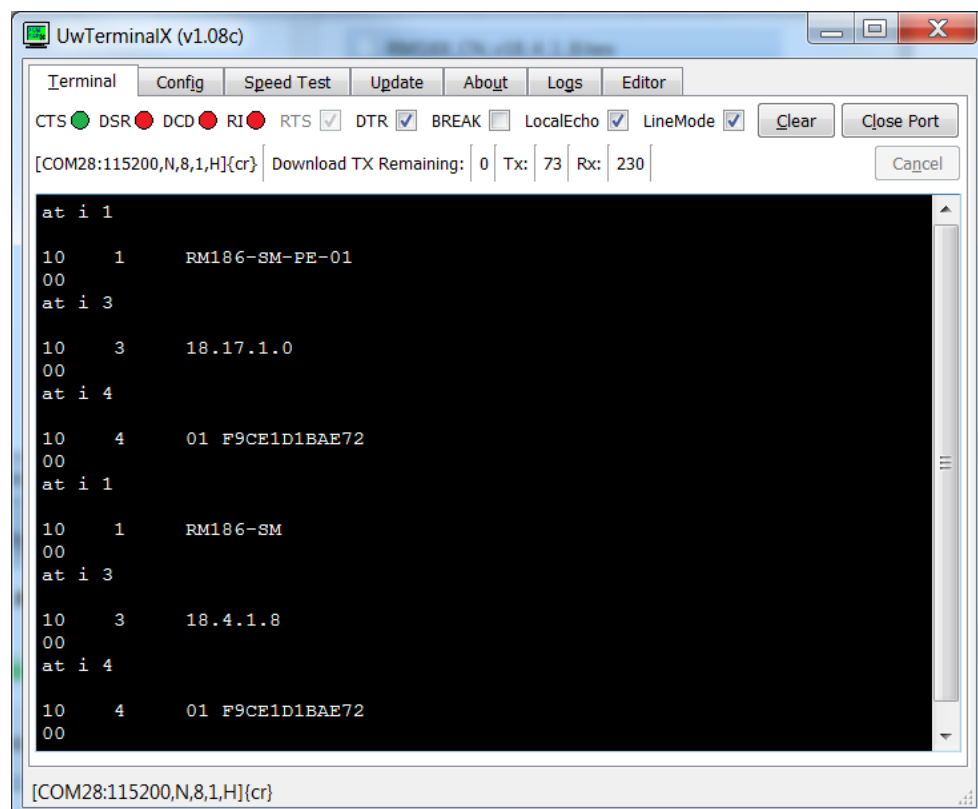 UwTerminalX (v1.08c)
Terminal Config Speed Test Update About Logs Editor
CTS DSR DCD RI RTS DTR BREAK LocalEcho LineMode Clear Close Port
[COM28:115200,N,8,1,H]{cr} Download TX Remaining: 0 Tx: 73 Rx: 230 Cancel
at i 1
10 1 RM186-SM-PE-01
00
at i 3
10 3 18.17.1.0
00
at i 4
10 4 01 F9CE1D1BAE72
00
at i 1
10 1 RM186-SM
00
at i 3
10 3 18.4.1.8
00
at i 4
10 4 01 F9CE1D1BAE72
00
[COM28:115200,N,8,1,H]{cr}